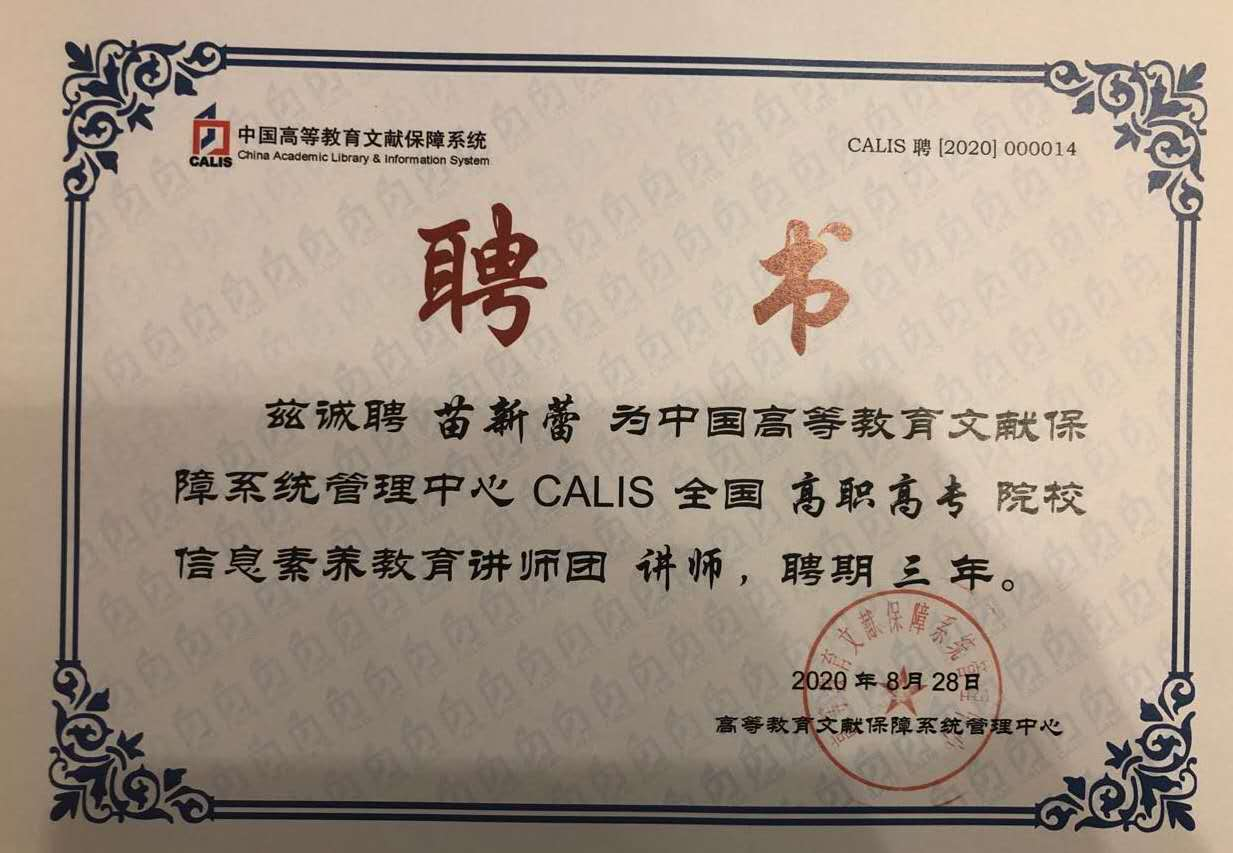 中国高等教育文献保障系统
CALIS China Academic Library & Information System
CALIS 聘 [2020] 000014
聘 书
兹诚聘 苗新蕾 为中国高等教育文献保
障系统管理中心 CALIS 全国 高职高专 院校
信息素养教育讲师团 讲师，聘期 三 年。
2020 年 8月 28日
高等教育文献保障系统管理中心